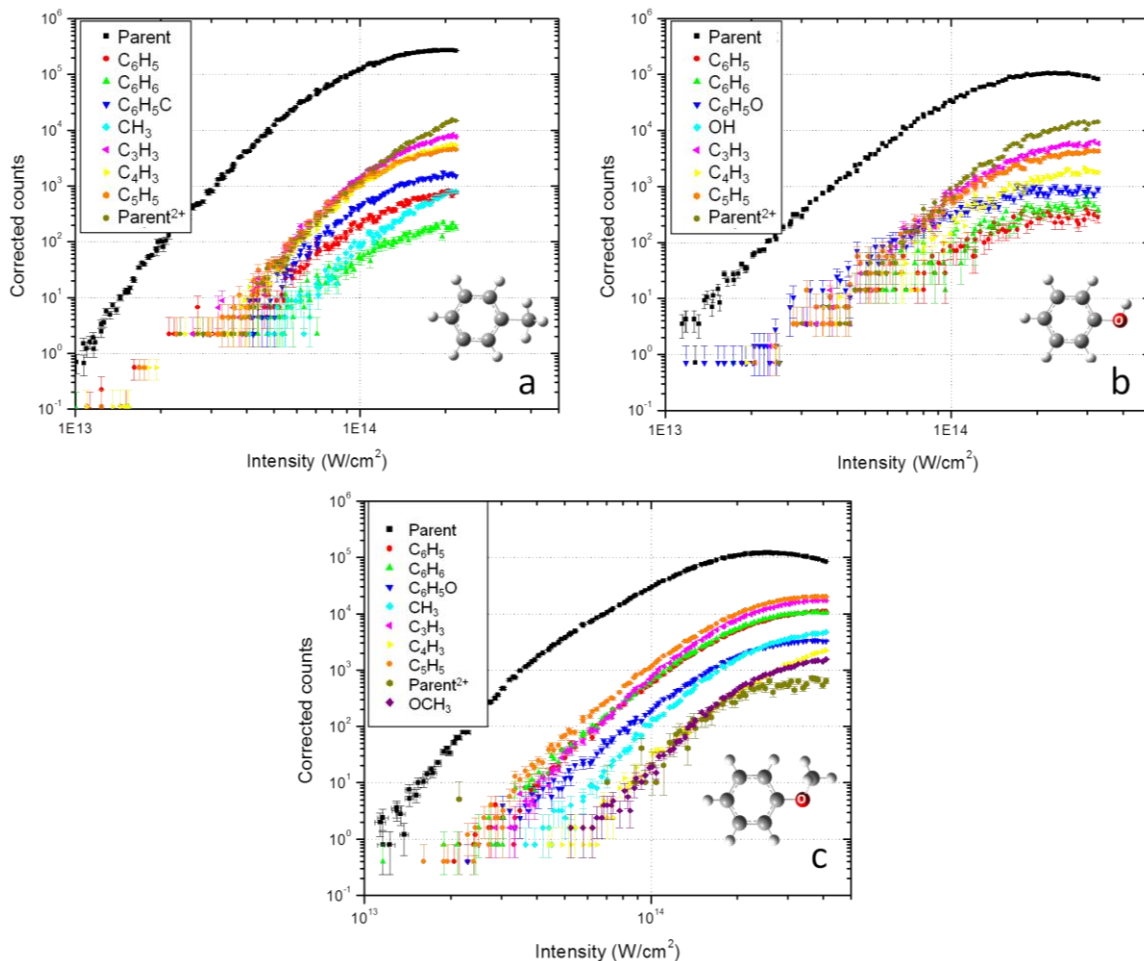 10⁶
10⁵
10⁴
10³
10²
10¹
10⁰
10⁻¹
Corrected counts
Parent
C₆H₅
C₆H₆
C₆H₅C
CH₃
C₃H₃
C₄H₃
C₅H₅
Parent²⁺
a
1E13
1E14
Intensity (W/cm²)
10⁶
10⁵
10⁴
10³
10²
10¹
10⁰
10⁻¹
Corrected counts
Parent
C₆H₅
C₆H₆
C₆H₅O
OH
C₃H₃
C₄H₃
C₅H₅
Parent²⁺
O
b
1E13
1E14
Intensity (W/cm²)
10⁶
10⁵
10⁴
10³
10²
10¹
10⁰
10⁻¹
Corrected counts
Parent
C₆H₅
C₆H₆
C₆H₅O
CH₃
C₃H₃
C₄H₃
C₅H₅
Parent²⁺
OCH₃
O
c
10¹³
10¹⁴
Intensity (W/cm²)